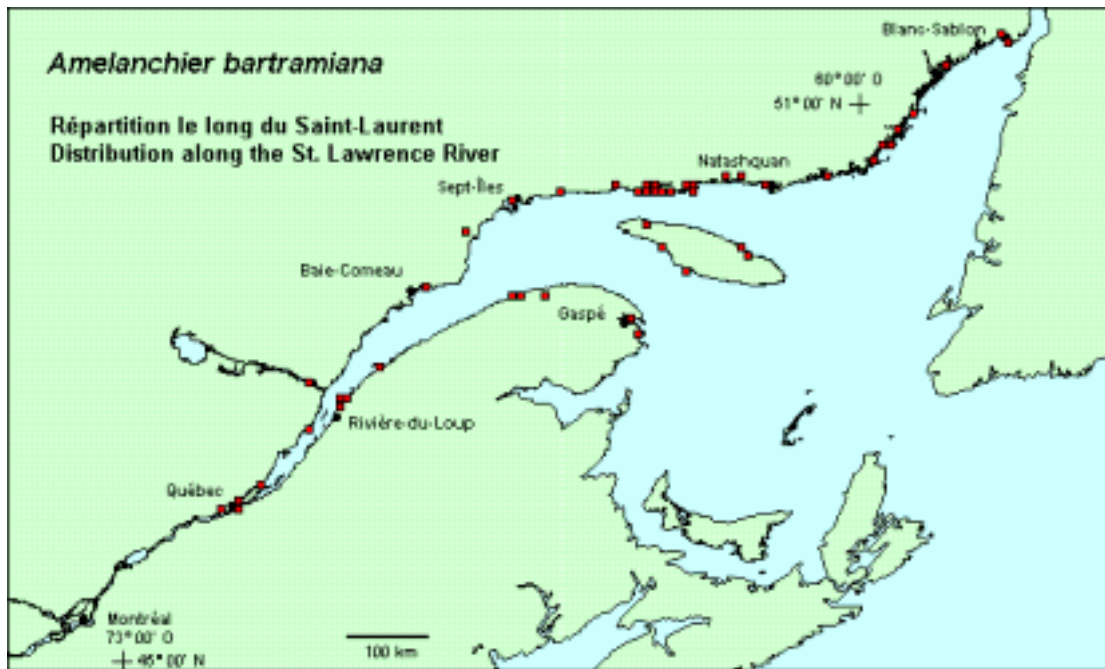 Amelanchier bartramiana
Répartition le long du Saint-Laurent
Distribution along the St. Lawrence River
Blanc-Sablon
60°00' O
51°00' N
Natashquan
Sept-Îles
Baie-Comeau
Gaspé
Rivière-du-Loup
Québec
Montréal
73°00' O
45°00' N
100 km